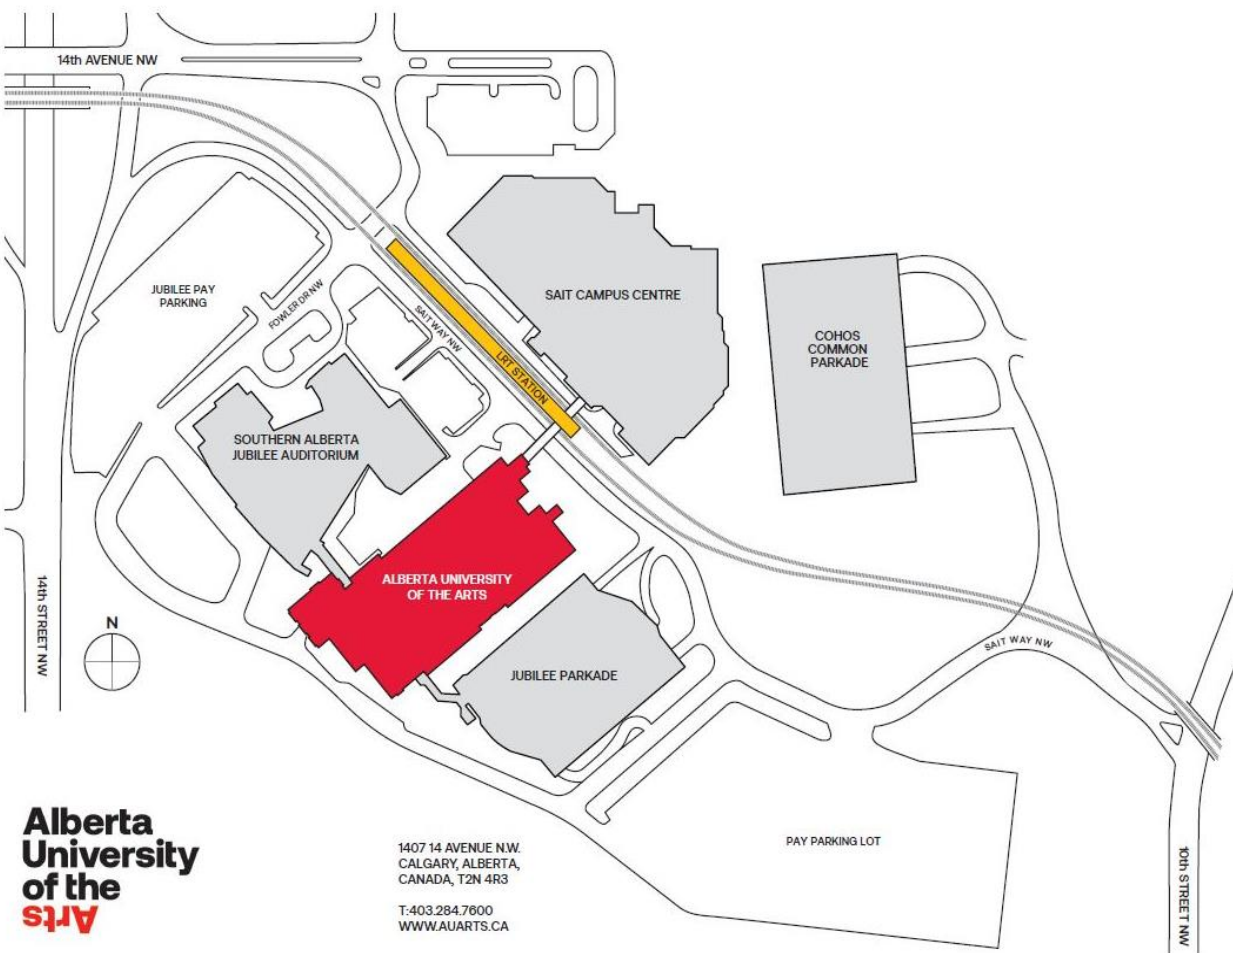 14th AVENUE NW
JUBILEE PAY
PARKING
FOWLER DR NW
SAIT WAY NW
LRT STATION
SAIT CAMPUS CENTRE
COHOS
COMMON
PARKADE
SOUTHERN ALBERTA
JUBILEE AUDITORIUM
ALBERTA UNIVERSITY
OF THE ARTS
14th STREET NW
N
JUBILEE PARKADE
SAIT WAY NW
PAY PARKING LOT
10th STREET NW
Alberta
University
of the
Arts
1407 14 AVENUE N.W.
CALGARY, ALBERTA,
CANADA, T2N 4R3
T:403.284.7600
WWW.AUARTS.CA